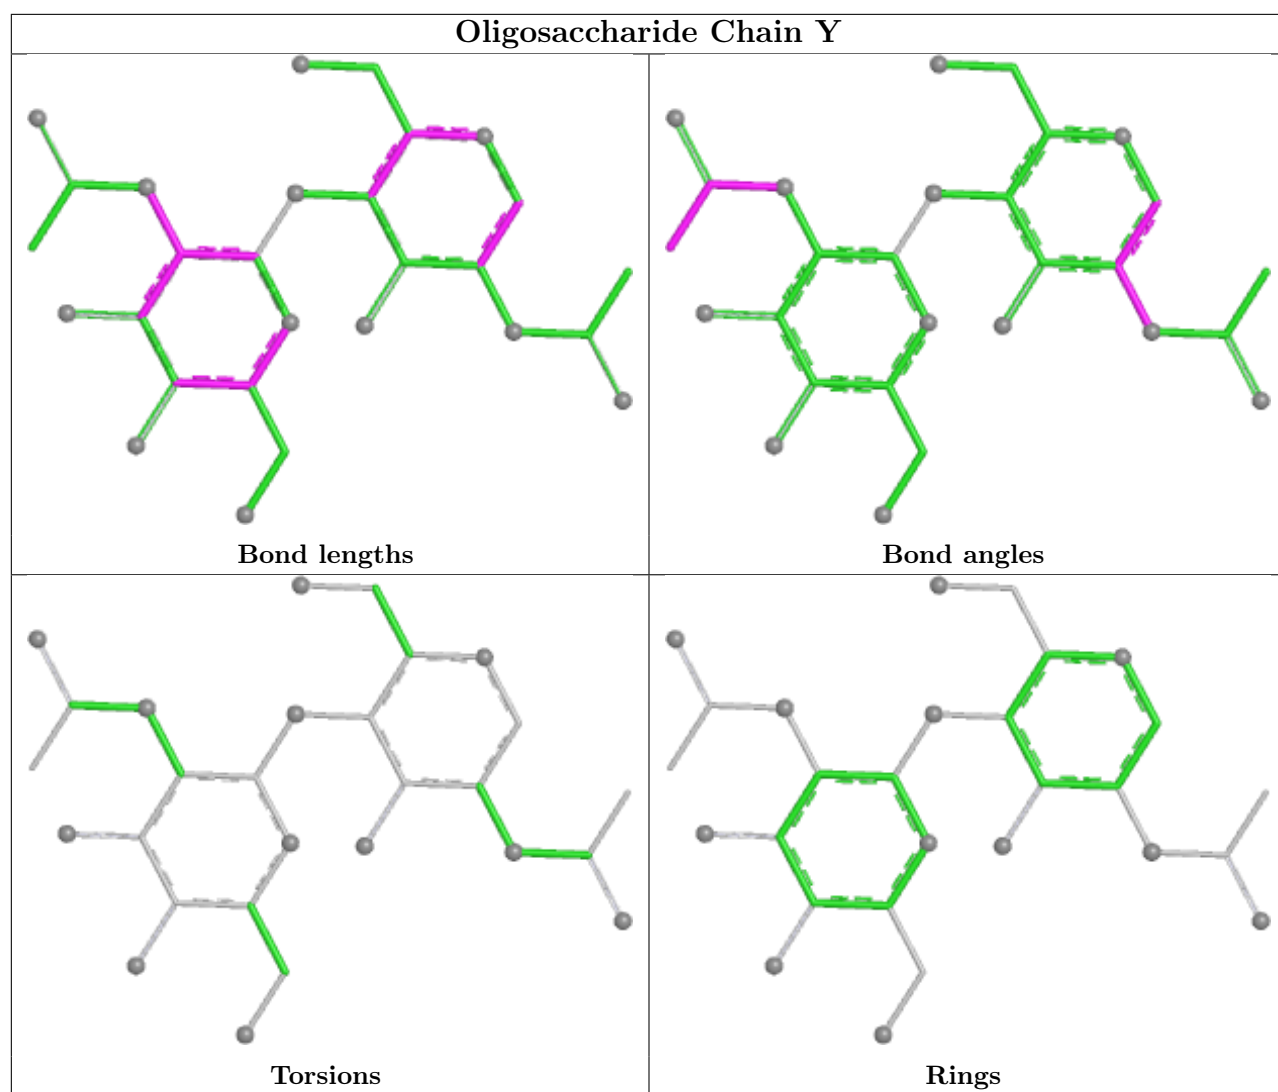 Oligosaccharide Chain Y
Bond lengths
Bond angles
Torsions
Rings